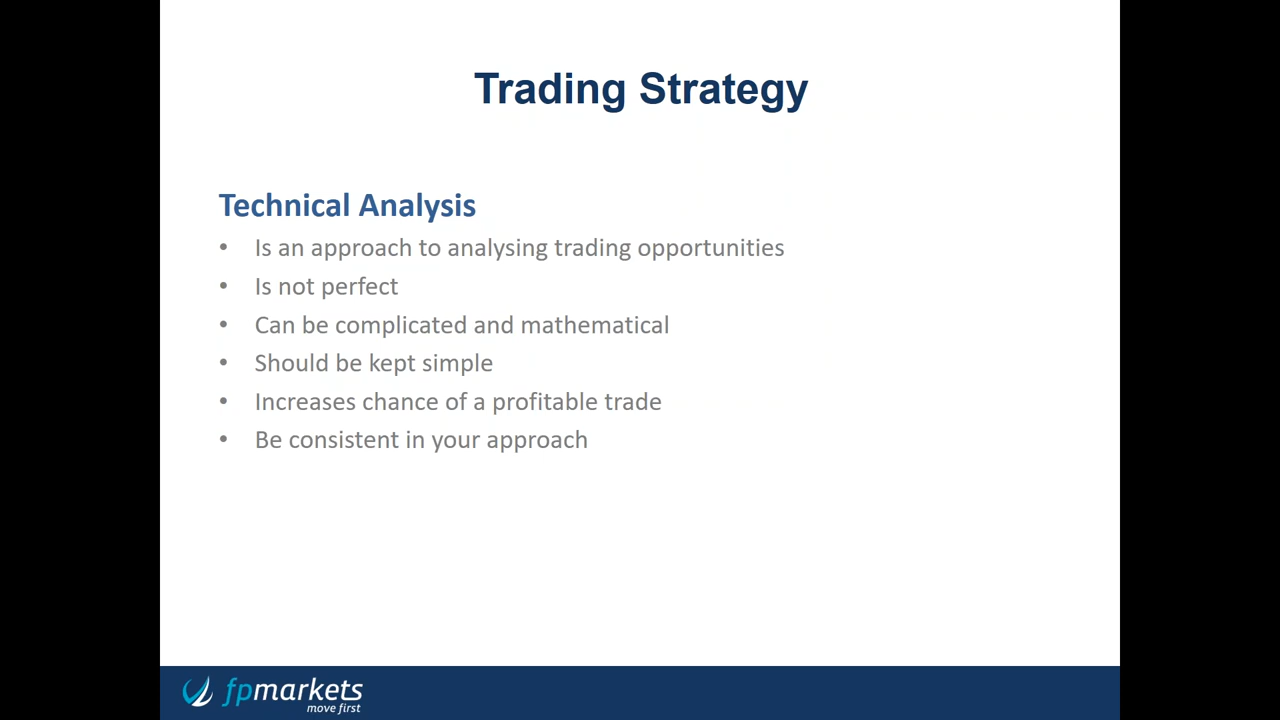 Trading Strategy
Technical Analysis
• Is an approach to analysing trading opportunities
• Is not perfect
• Can be complicated and mathematical
• Should be kept simple
• Increases chance of a profitable trade
• Be consistent in your approach
fpmarkets
move first